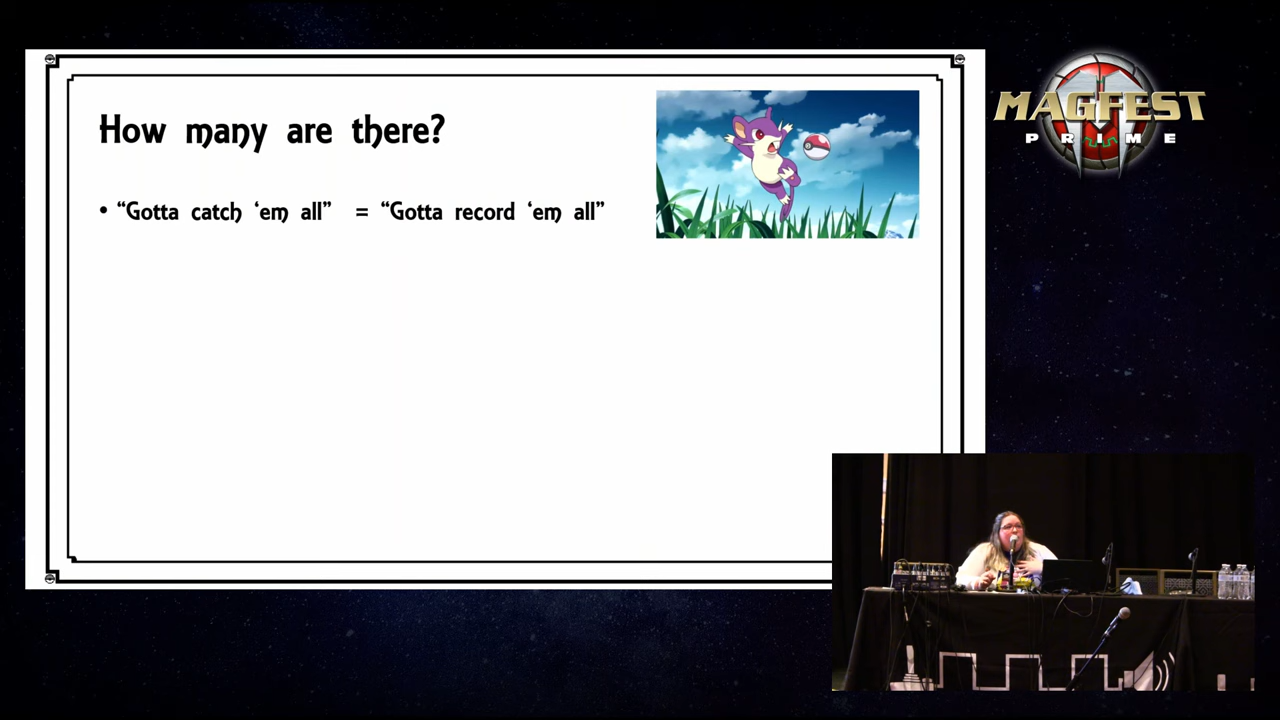 How many are there?
• “Gotta catch ‘em all” = “Gotta record ‘em all”
MAGFEST
PRIME